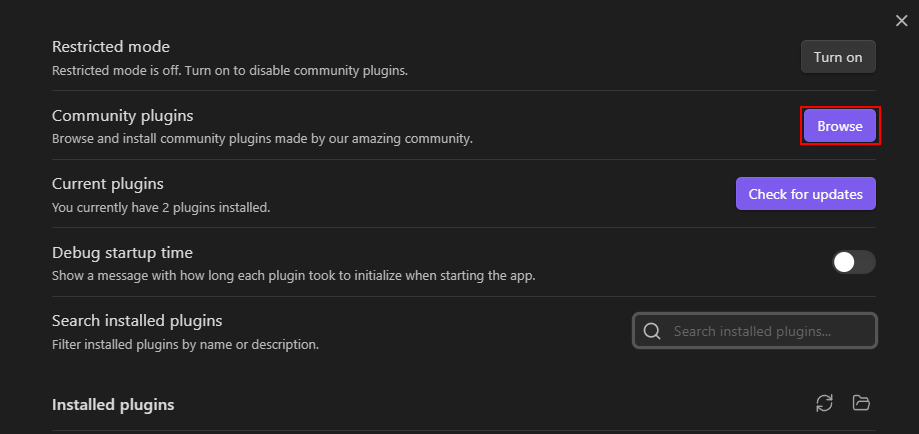 Restricted mode
Restricted mode is off. Turn on to disable community plugins.
Turn on
Community plugins
Browse and install community plugins made by our amazing community.
Browse
Current plugins
You currently have 2 plugins installed.
Check for updates
Debug startup time
Show a message with how long each plugin took to initialize when starting the app.
Search installed plugins
Filter installed plugins by name or description.
Search installed plugins...
Installed plugins